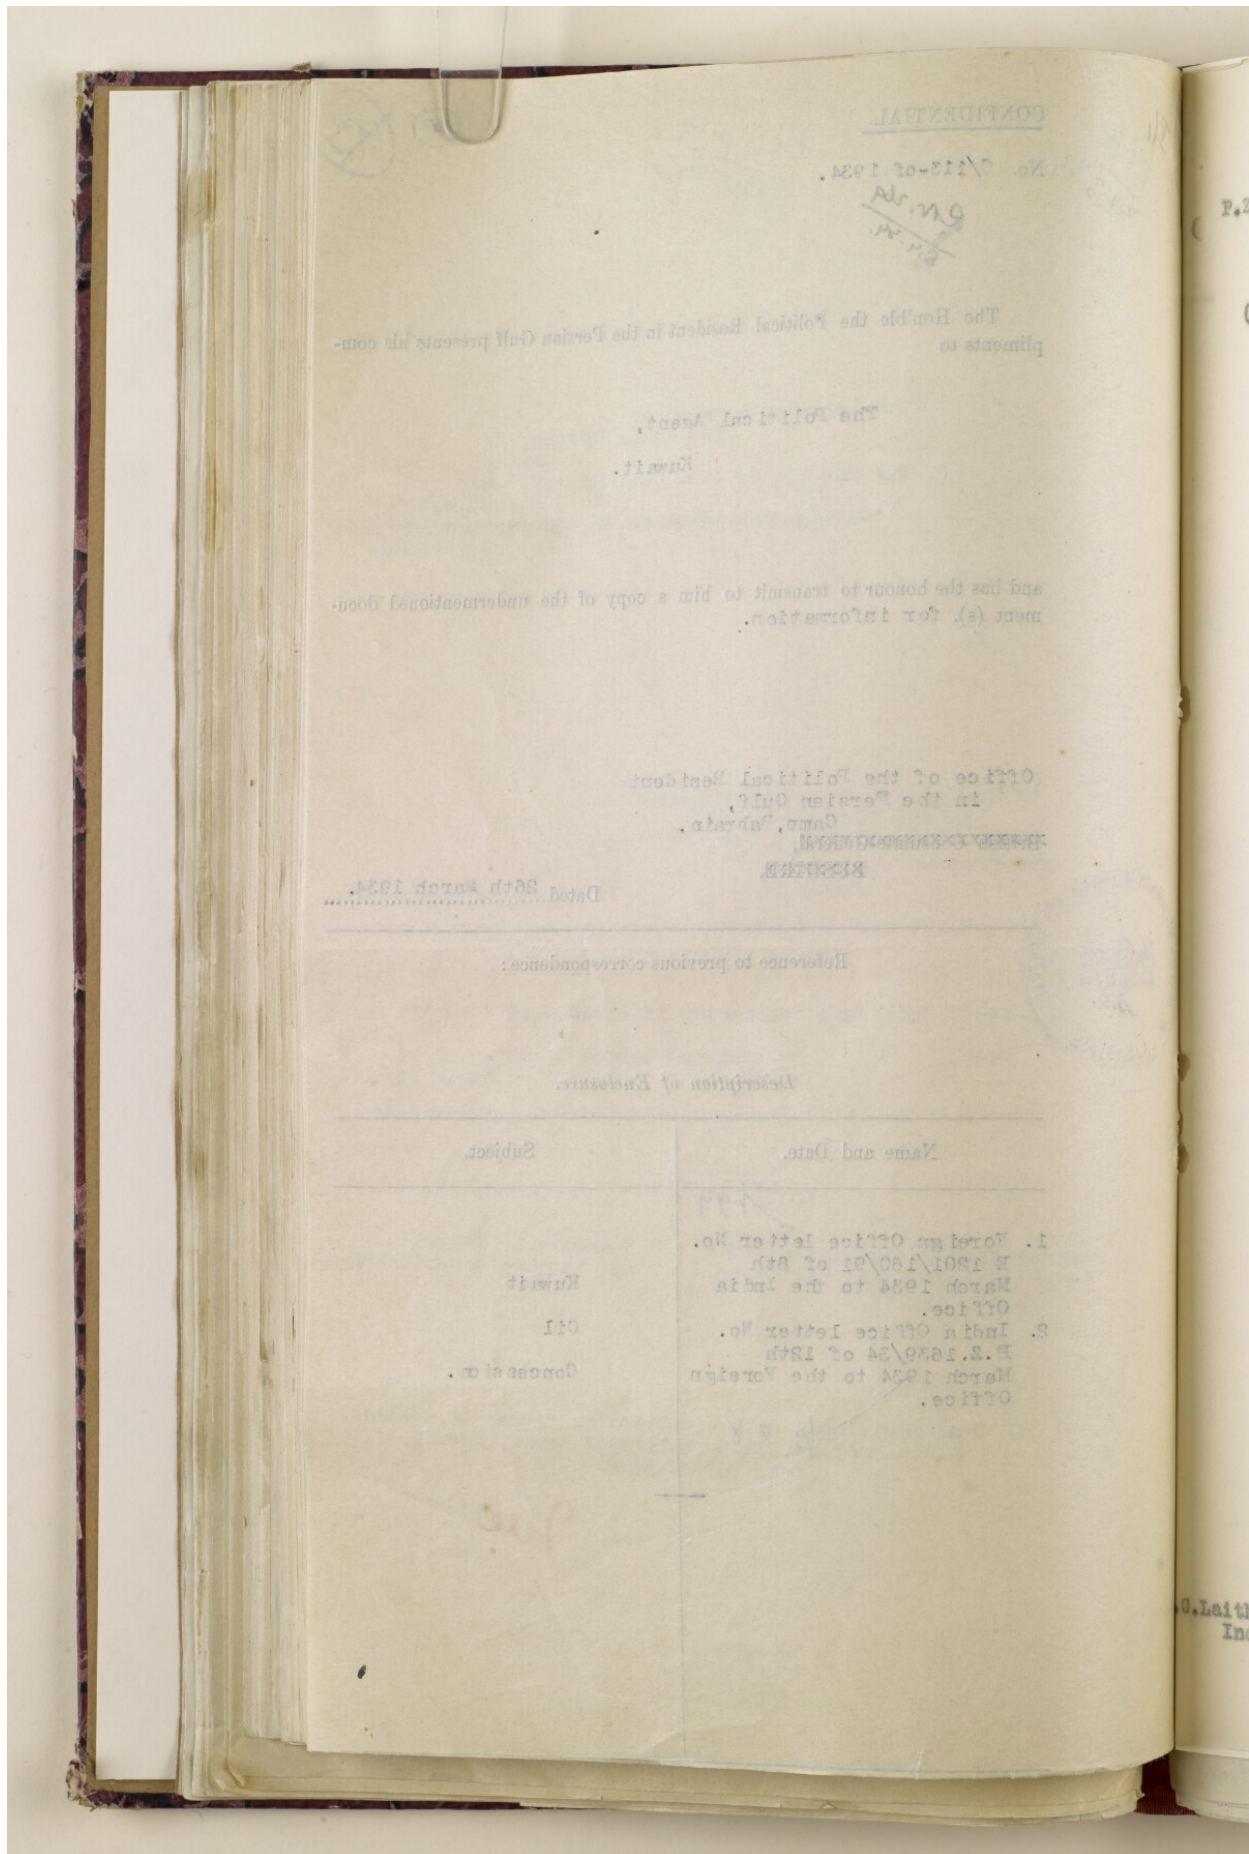 CONFIDENTIAL.
No. C/113-of 1934.
The Hon'ble the Political Resident in the Persian Gulf presents his com-
pliments to
The Political Agent,
Kuwait.
and has the honour to transmit to him a copy of the undermentioned docu-
ment (s). for information.
Office of the Political Resident
in the Persian Gulf,
Camp, Bahrain.
BUSHIRE.
Dated 26th March 1934.
Reference to previous correspondence:
Description of Enclosure.
Name and Date.
Subject.
1. Foreign Office letter No.
E 1201/160/91 of 8th
March 1934 to the India
Office.
2. India Office letter No.
P.Z.1639/34 of 12th
March 1934 to the Foreign
Office.
Kuwait
Oil
Concession.
P.Z